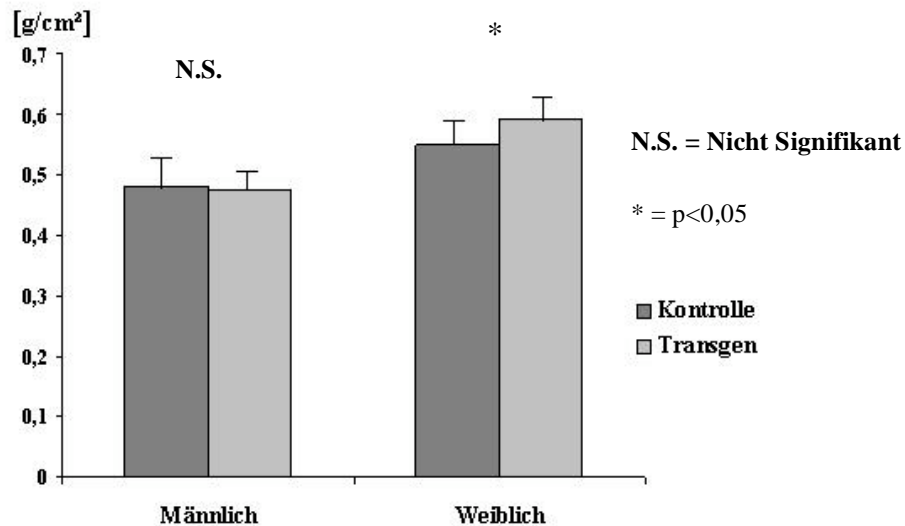 [g/cm²]
*
0,7
N.S.
0,6
N.S. = Nicht Signifikant
0,5
* = p<0,05
0,4
0,3
Kontrolle
Transgen
0,2
0,1
0
Männlich Weiblich